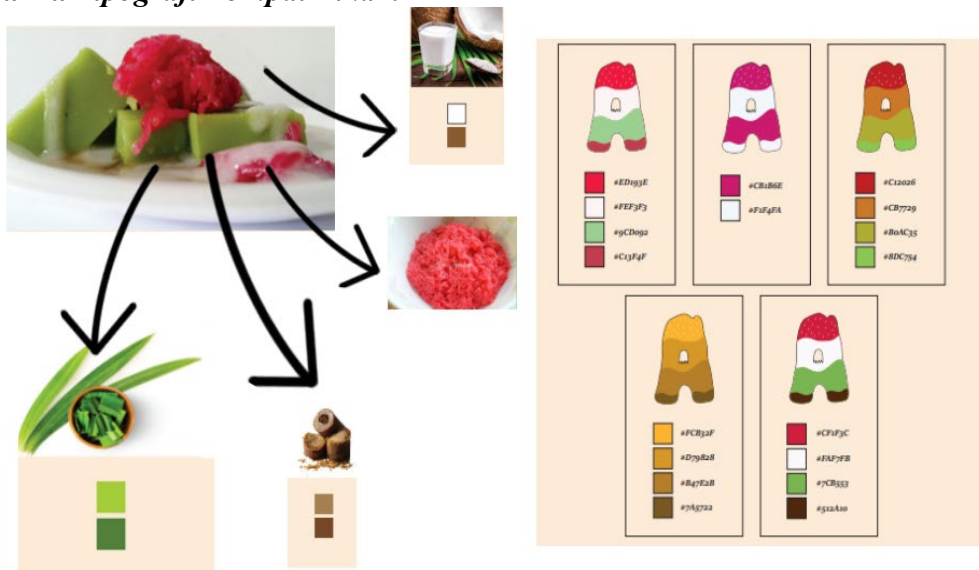 #ED193E
#FEF3F3
#9CD092
#C13F4F
#CB1B6E
#F1F4FA
#C12026
#CB7729
#B0AC35
#8DC754
#FCB32F
#D79828
#B47E2B
#7A5722
#CF1F3C
#FAF7FB
#7CB553
#512A10